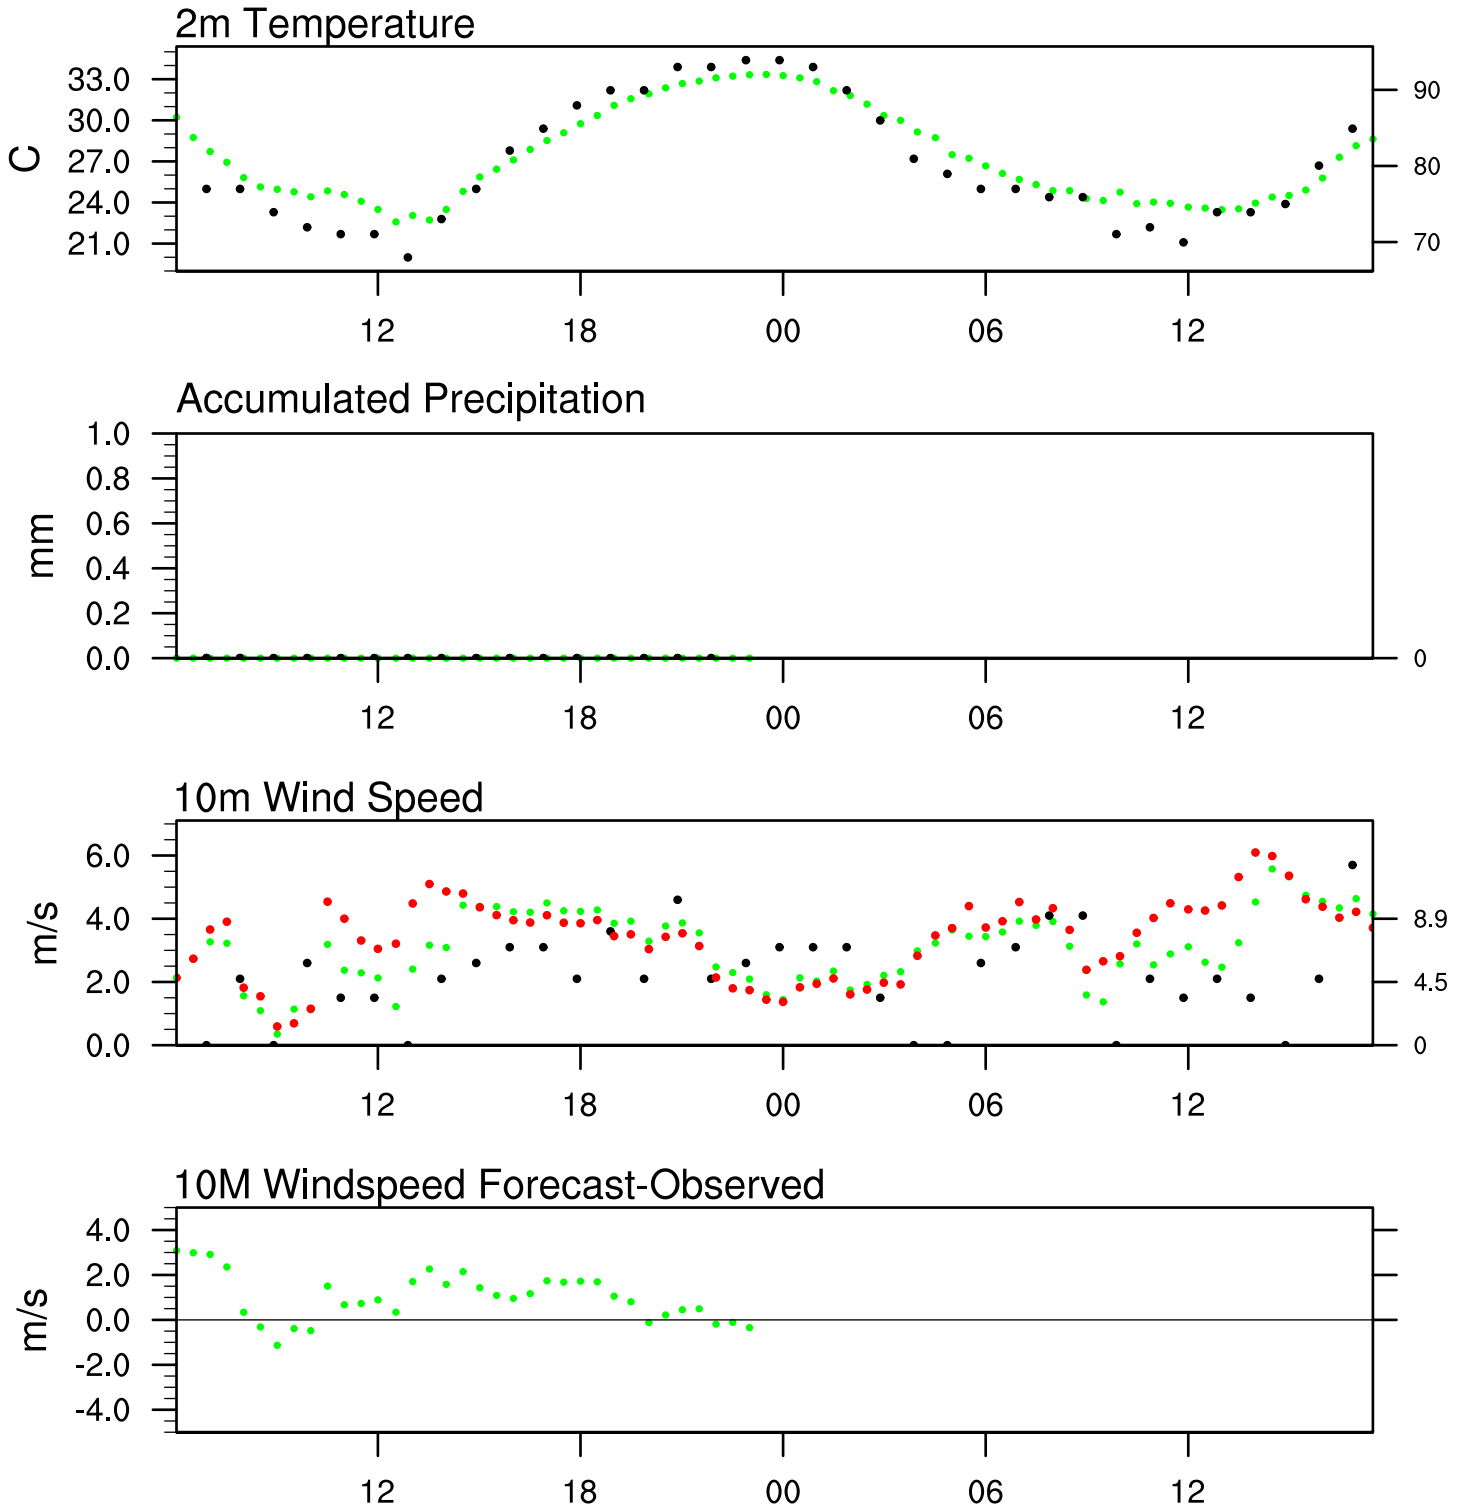 2m Temperature
33.0
30.0
27.0
24.0
21.0
C
90
80
70
12 18 00 06 12
Accumulated Precipitation
1.0
0.8
0.6
0.4
0.2
0.0
mm
0
12 18 00 06 12
10m Wind Speed
6.0
4.0
2.0
0.0
m/s
8.9
4.5
0
12 18 00 06 12
10M Windspeed Forecast-Observed
4.0
2.0
0.0
-2.0
-4.0
m/s
12 18 00 06 12